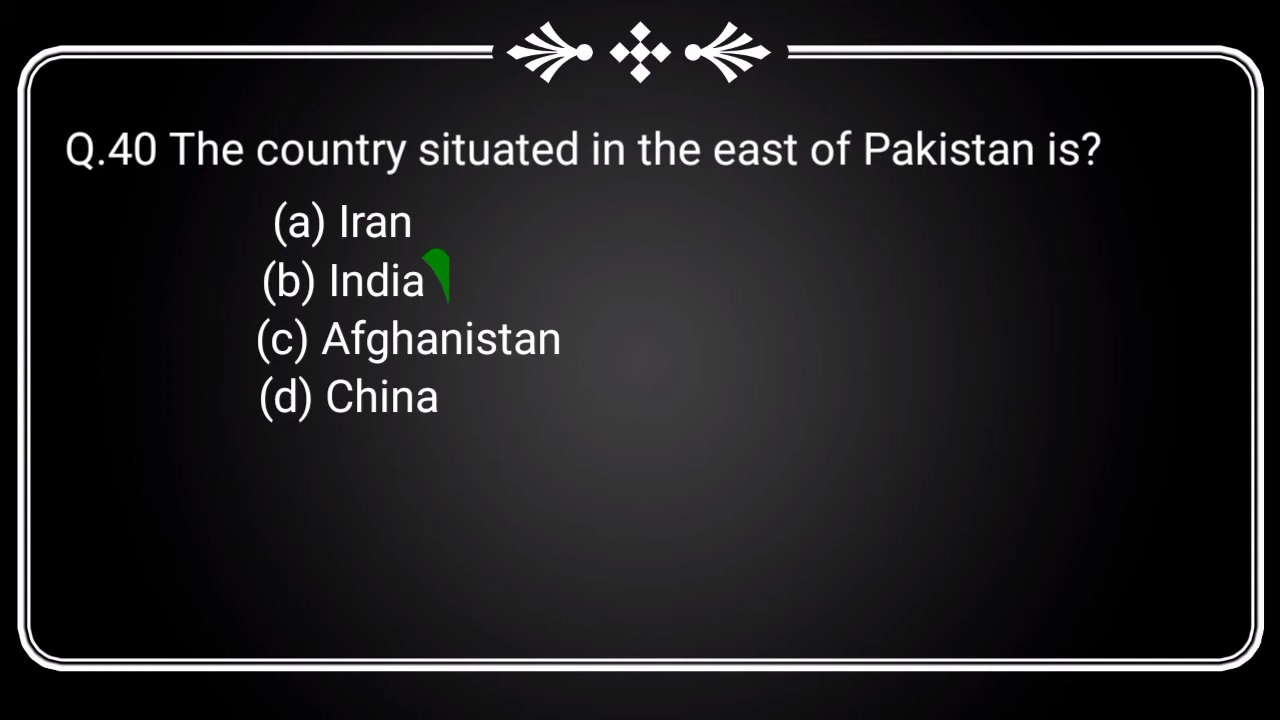 Q.40 The country situated in the east of Pakistan is?
(a) Iran
(b) India
(c) Afghanistan
(d) China